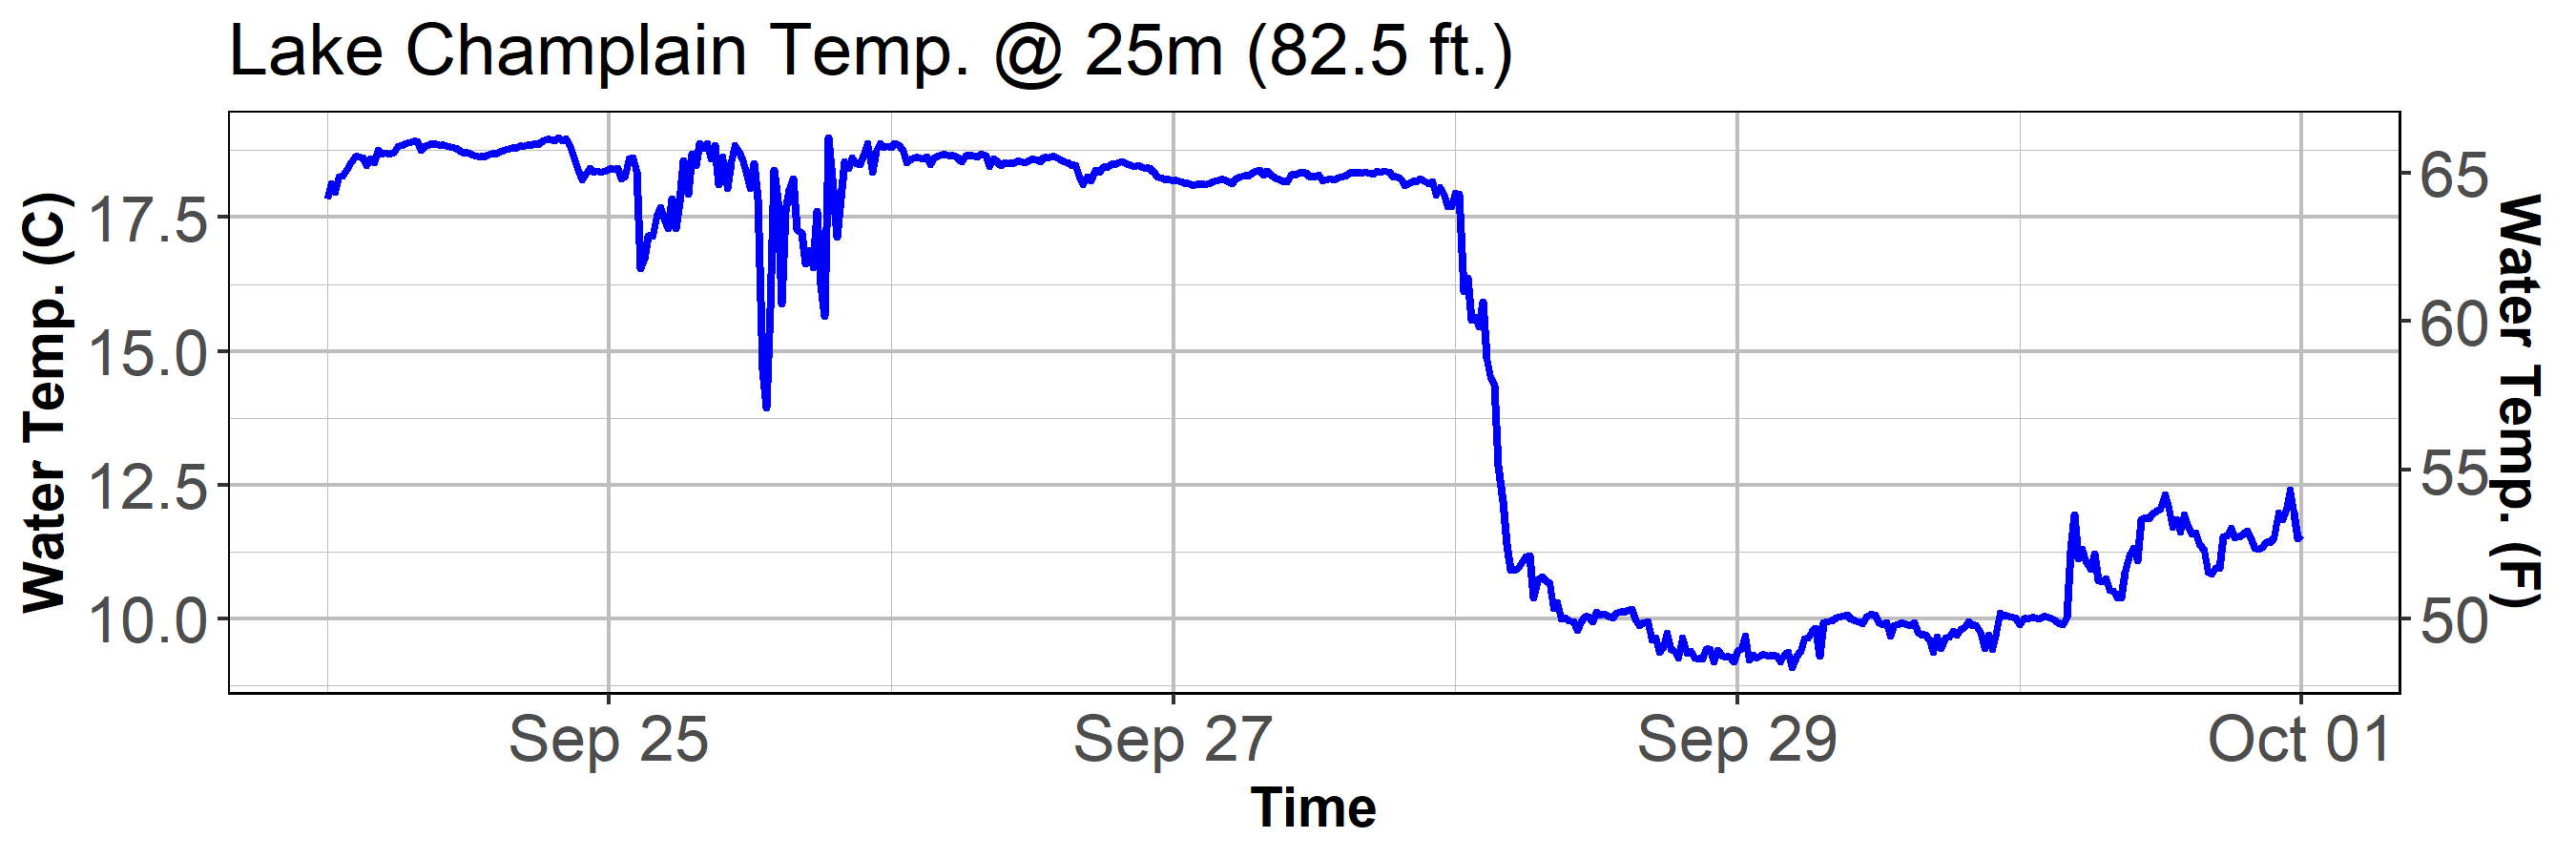 Lake Champlain Temp. @ 25m (82.5 ft.)
Water Temp. (C)
17.5
15.0
12.5
10.0
65
60
55
50
Water Temp. (F)
Sep 25
Sep 27
Sep 29
Oct 01
Time